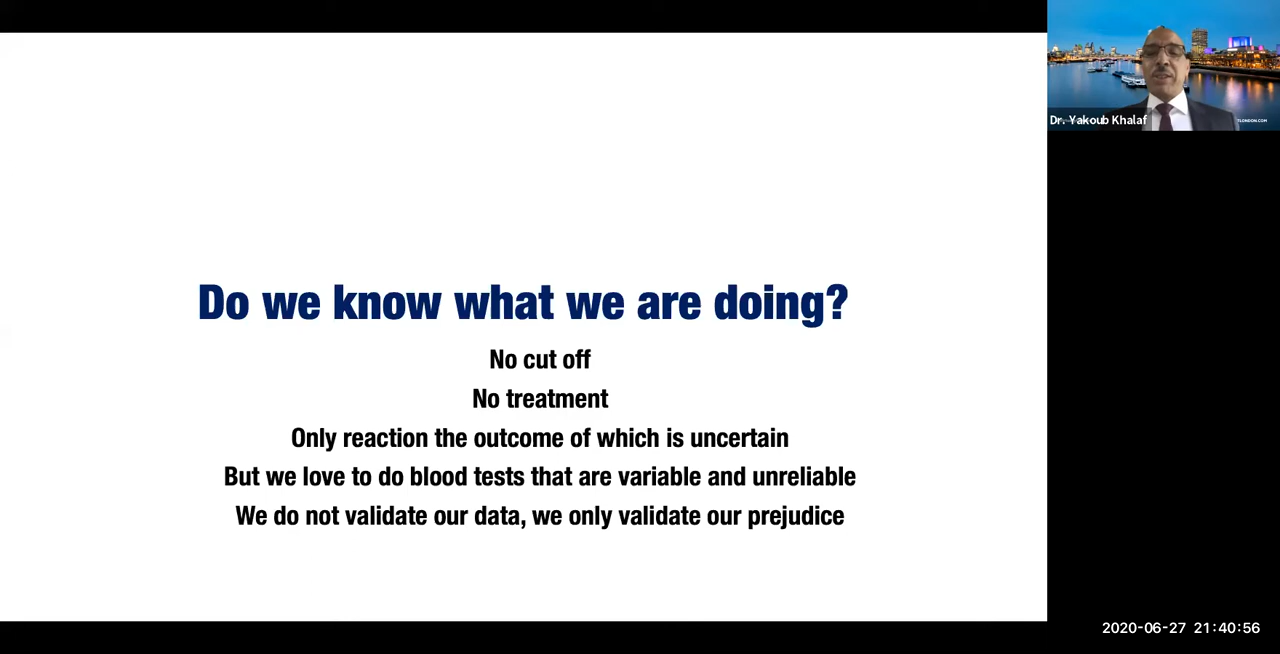 Do we know what we are doing?
No cut off
No treatment
Only reaction the outcome of which is uncertain
But we love to do blood tests that are variable and unreliable
We do not validate our data, we only validate our prejudice
Dr. Yakoub Khalaf
2020-06-27 21:40:56